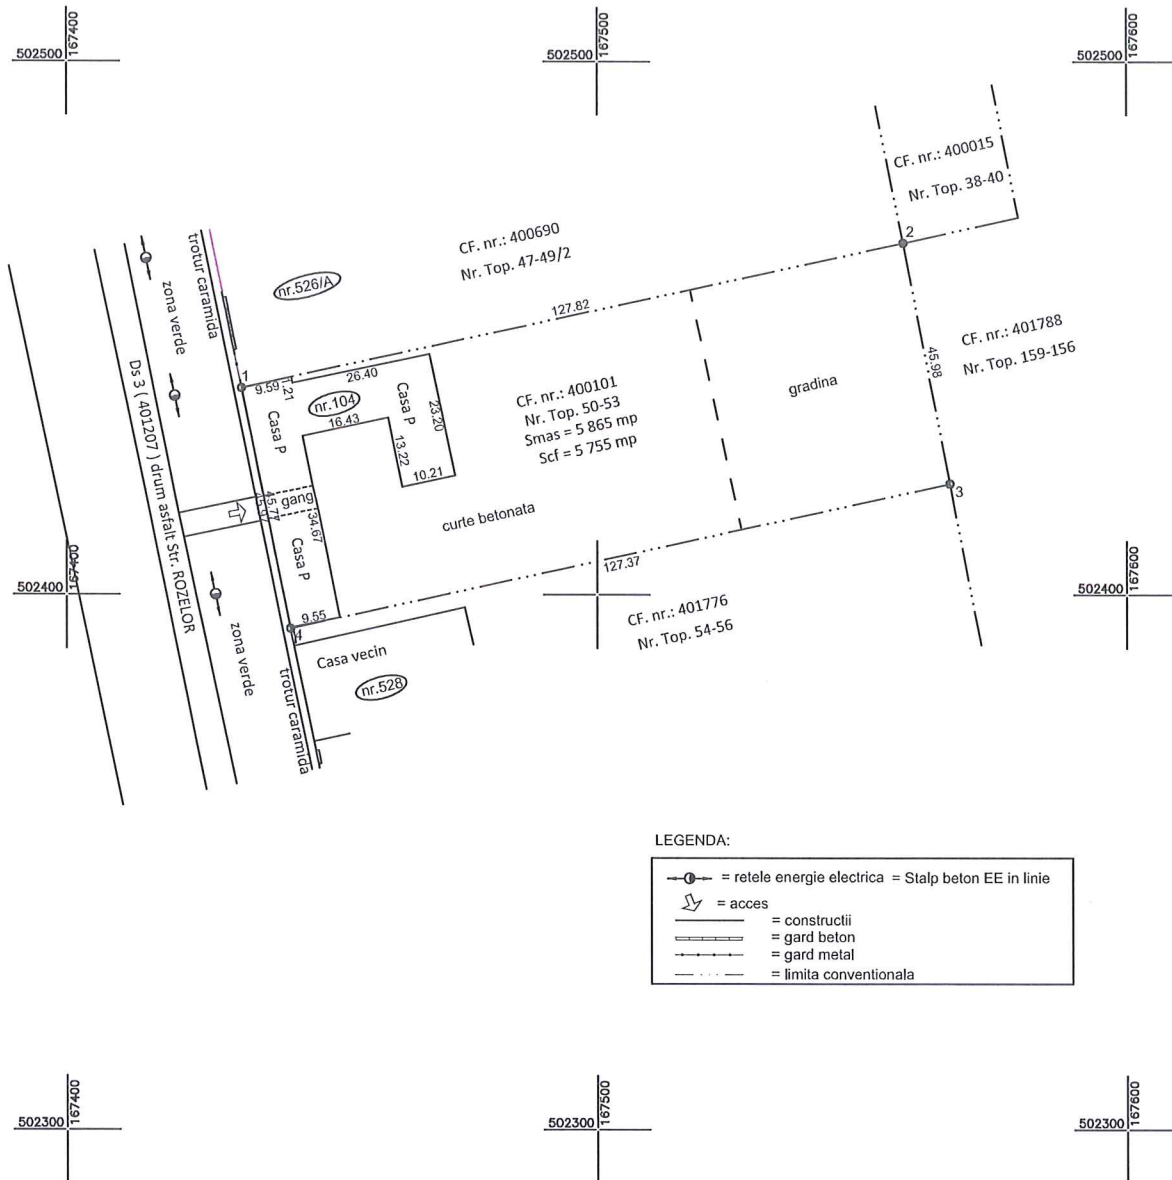 167400
502500
167500
502500
167600
502500
CF. nr.: 400015
Nr. Top. 38-40
2
CF. nr.: 400690
Nr. Top. 47-49/2
trotur caramida
zona verde
nr.526/A
127.82
CF. nr.: 401788
Nr. Top. 159-156
45.98
1
9.59
1.21
26.40
nr.104
16.43
Casa P
Casa P
23.20
13.22
10.21
CF. nr.: 400101
Nr. Top. 50-53
Smas = 5 865 mp
Scf = 5 755 mp
gradina
Ds 3 ( 401207 ) drum asfalt Str. ROZELOR
45.77
gang
34.67
curte betonata
3
Casa P
127.37
167400
502400
167600
502400
9.55
4
CF. nr.: 401776
Nr. Top. 54-56
zona verde
Casa vecin
nr.528
trotur caramida
LEGENDA:
= retele energie electrica = Stalp beton EE in linie
= acces
= constructii
= gard beton
= gard metal
= limita conventionala
167400
502300
167500
502300
167600
502300